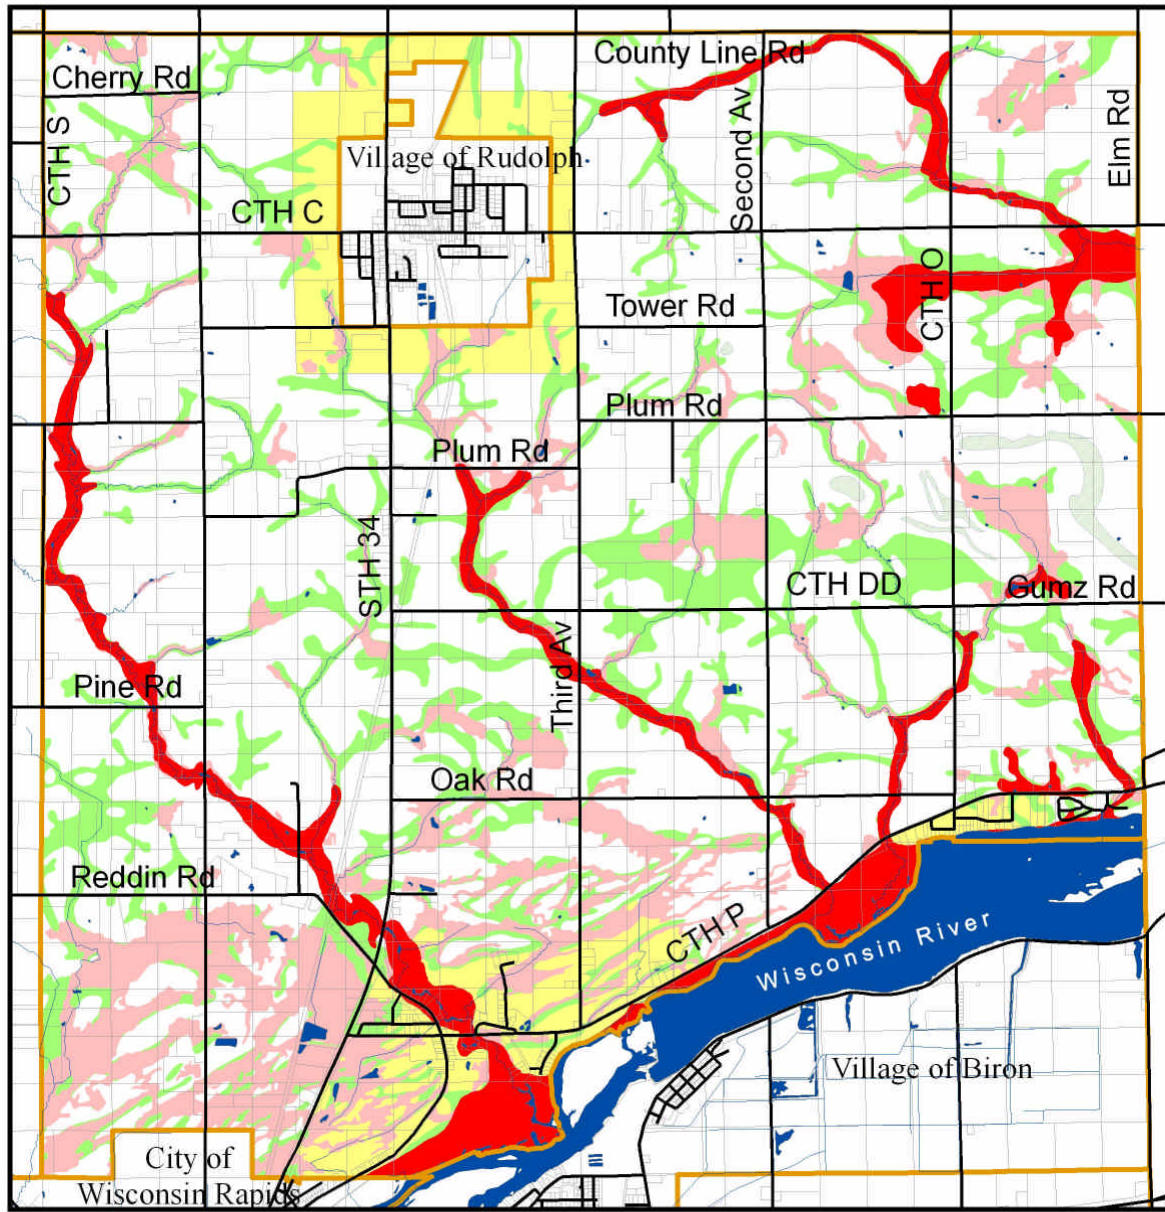 County Line Rd
Cherry Rd
CTH S
Second Av
Elm Rd
Village of Rudolph
CTH C
CTH O
Tower Rd
Plum Rd
Plum Rd
STH 34
CTH DD
Gumz Rd
Third Av
Pine Rd
Oak Rd
Reddin Rd
CTH P
Wisconsin River
Village of Biron
City of
Wisconsin Rapids